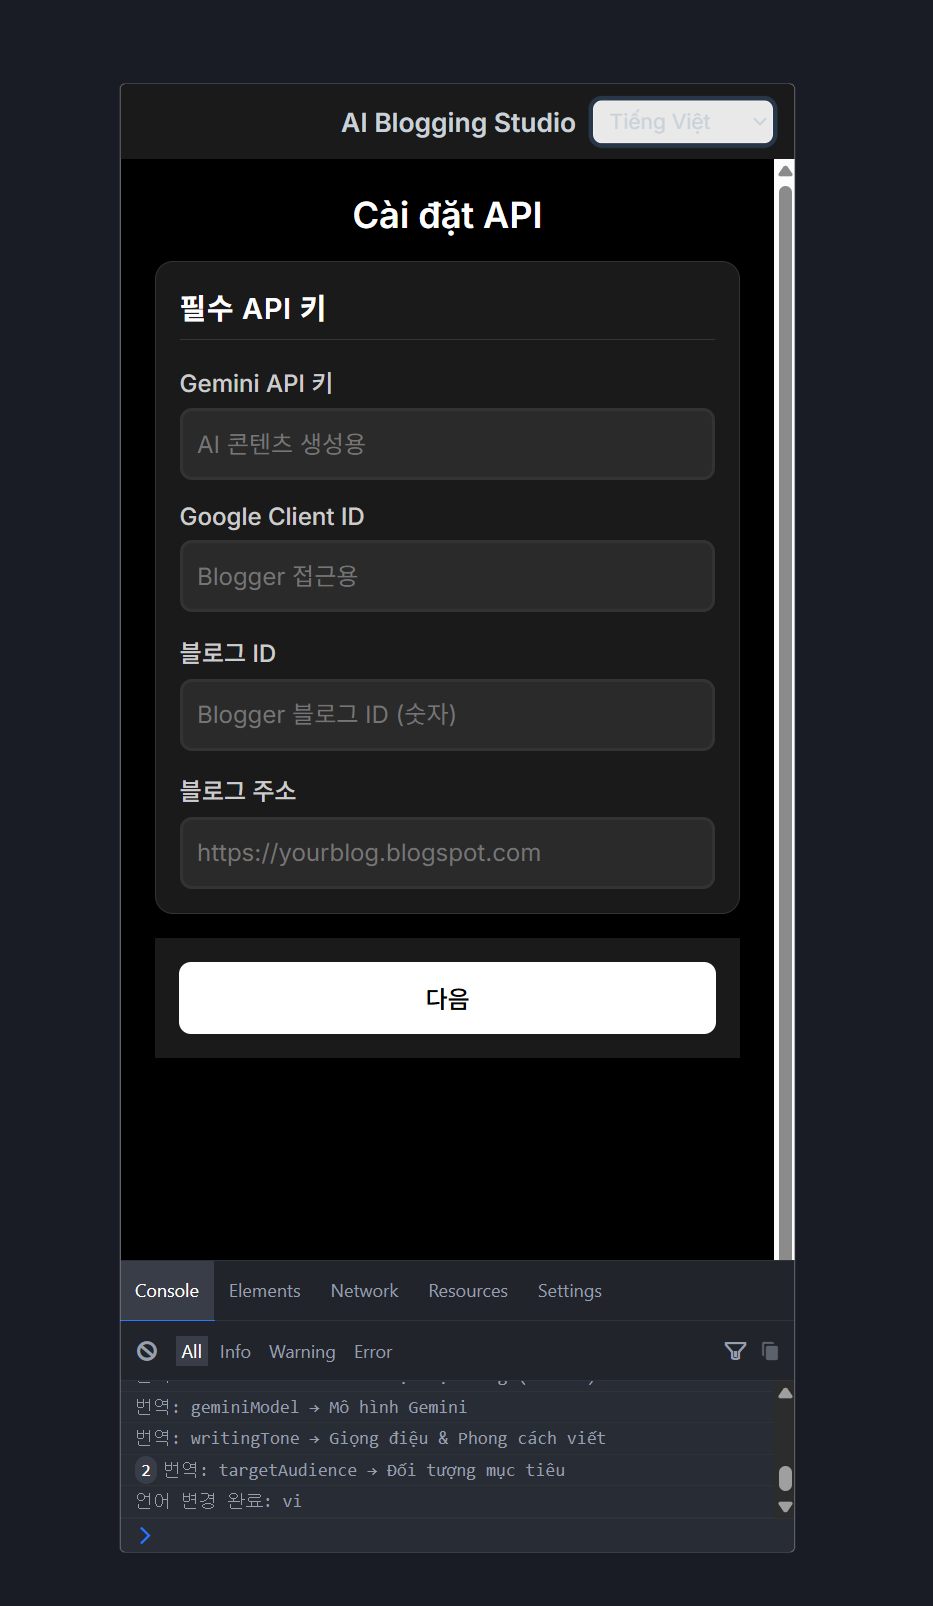 AI Blogging Studio
Tiếng Việt
Cài đặt API
필수 API 키
Gemini API 키
AI 콘텐츠 생성용
Google Client ID
Blogger 접근용
블로그 ID
Blogger 블로그 ID (숫자)
블로그 주소
https://yourblog.blogspot.com
다음
Console Elements Network Resources Settings
All Info Warning Error
번역: geminiModel → Mô hình Gemini
번역: writingTone → Giọng điệu & Phong cách viết
2 번역: targetAudience → Đối tượng mục tiêu
언어 변경 완료: vi